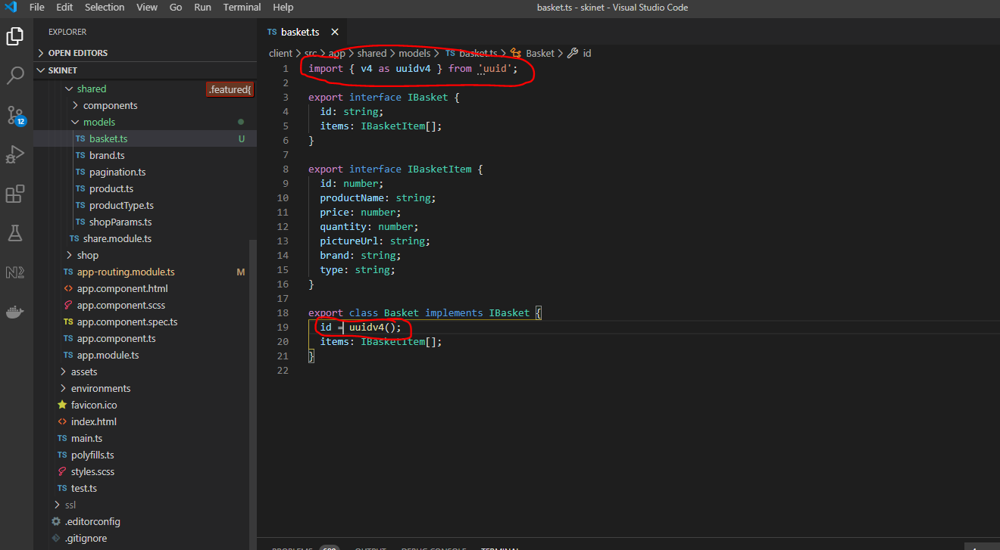 File Edit Selection View Go Run Terminal Help basket.ts - skinet - Visual Studio Code
EXPLORER
OPEN EDITORS
SKINET
shared
.featured{
components
models
TS basket.ts U
TS brand.ts
TS pagination.ts
TS product.ts
TS productType.ts
TS shopParams.ts
TS share.module.ts
shop
TS app-routing.module.ts M
<> app.component.html
app.component.scss
TS app.component.spec.ts
TS app.component.ts
TS app.module.ts
assets
environments
favicon.ico
<> index.html
TS main.ts
TS polyfills.ts
styles.scss
TS test.ts
ssl
.editorconfig
.gitignore
12
TS basket.ts
client > src > app > shared > models > TS basket.ts > Basket > id
1 import { v4 as uuidv4 } from 'uuid';
2
3 export interface IBasket {
4 id: string;
5 items: IBasketItem[];
6 }
7
8 export interface IBasketItem {
9 id: number;
10 productName: string;
11 price: number;
12 quantity: number;
13 pictureUrl: string;
14 brand: string;
15 type: string;
16 }
17
18 export class Basket implements IBasket {
19 id = uuidv4();
20 items: IBasketItem[];
21 }
22
PROBLEMS OUTPUT DEBUG CONSOLE TERMINAL